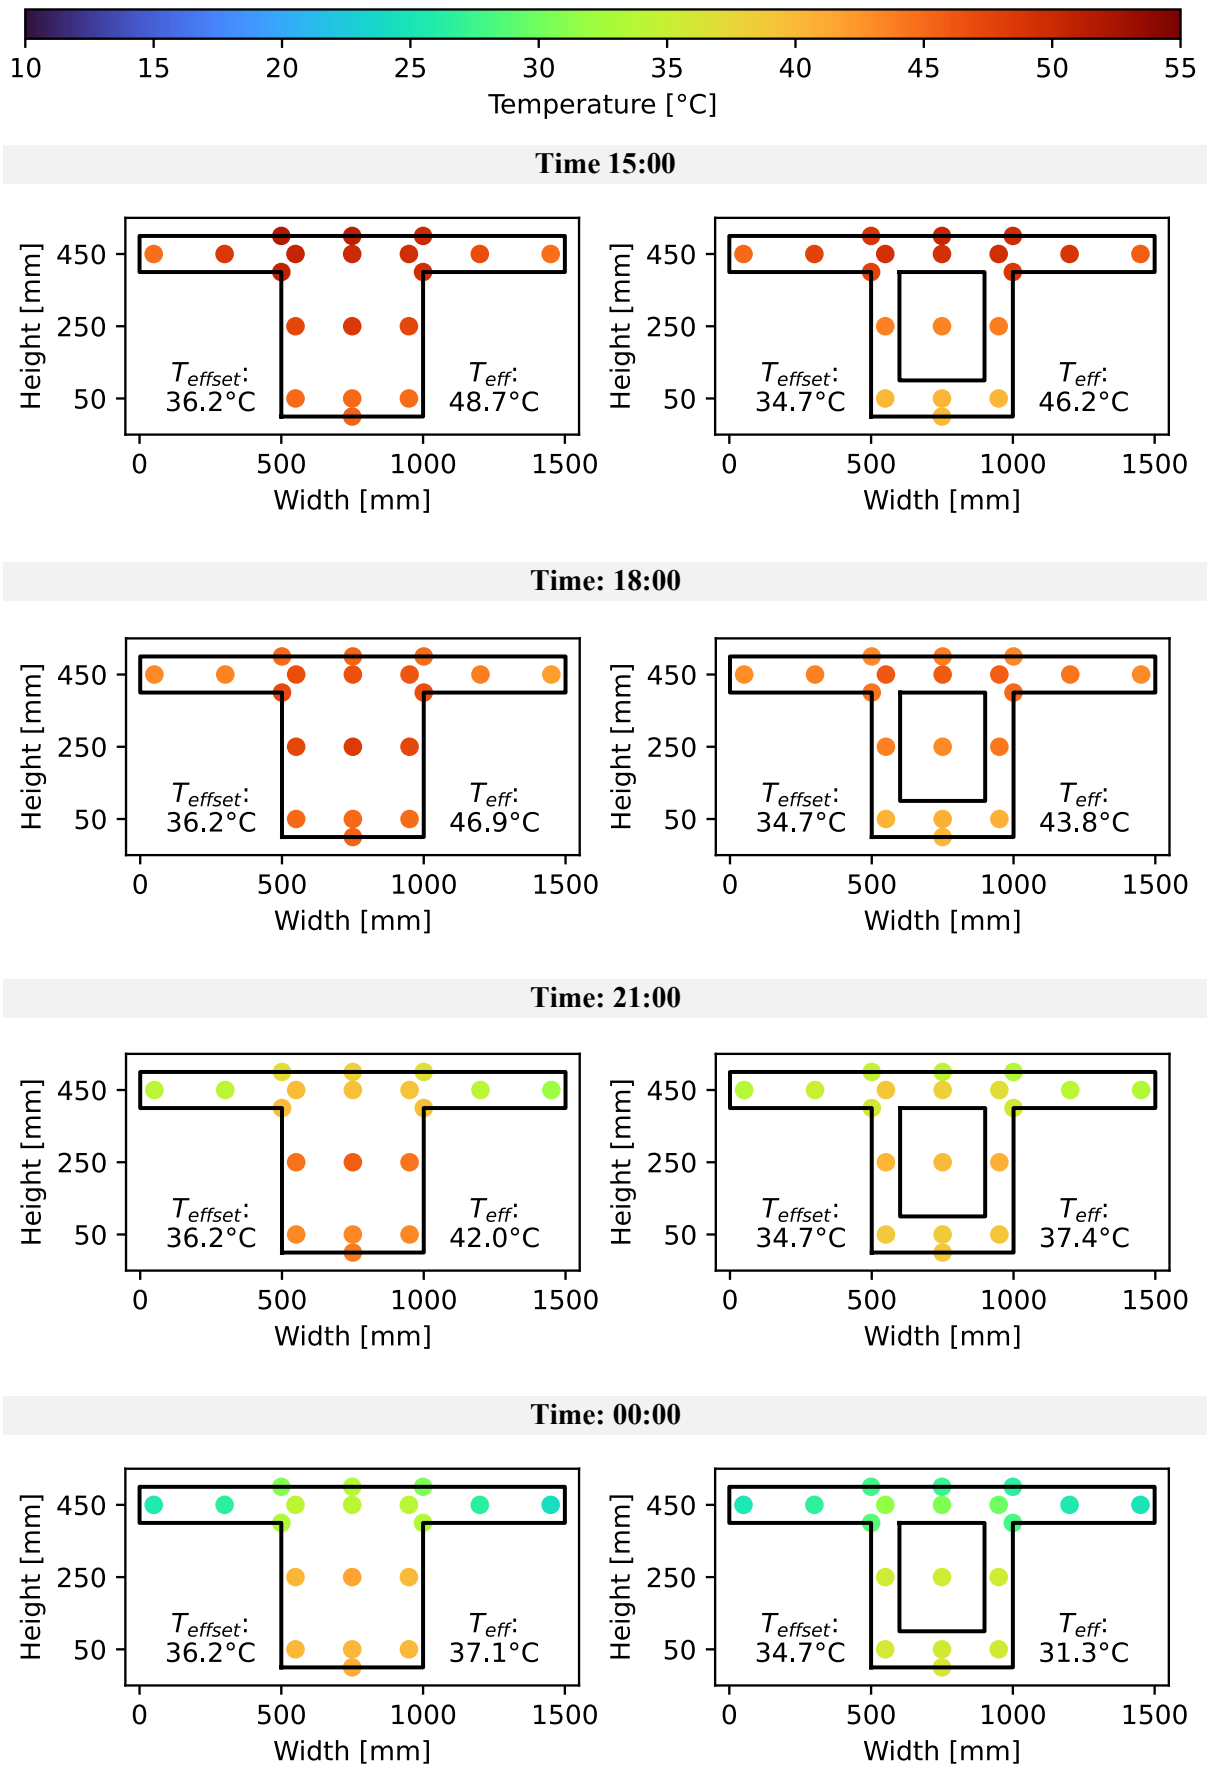 10 15 20 25 30 35 40 45 50 55
Temperature [°C]
Time 15:00
Height [mm]
450
250
50
T_effset:
36.2°C
T_eff:
48.7°C
0 500 1000 1500
Width [mm]
Height [mm]
450
250
50
T_effset:
34.7°C
T_eff:
46.2°C
0 500 1000 1500
Width [mm]
Time: 18:00
Height [mm]
450
250
50
T_effset:
36.2°C
T_eff:
46.9°C
0 500 1000 1500
Width [mm]
Height [mm]
450
250
50
T_effset:
34.7°C
T_eff:
43.8°C
0 500 1000 1500
Width [mm]
Time: 21:00
Height [mm]
450
250
50
T_effset:
36.2°C
T_eff:
42.0°C
0 500 1000 1500
Width [mm]
Height [mm]
450
250
50
T_effset:
34.7°C
T_eff:
37.4°C
0 500 1000 1500
Width [mm]
Time: 00:00
Height [mm]
450
250
50
T_effset:
36.2°C
T_eff:
37.1°C
0 500 1000 1500
Width [mm]
Height [mm]
450
250
50
T_effset:
34.7°C
T_eff:
31.3°C
0 500 1000 1500
Width [mm]